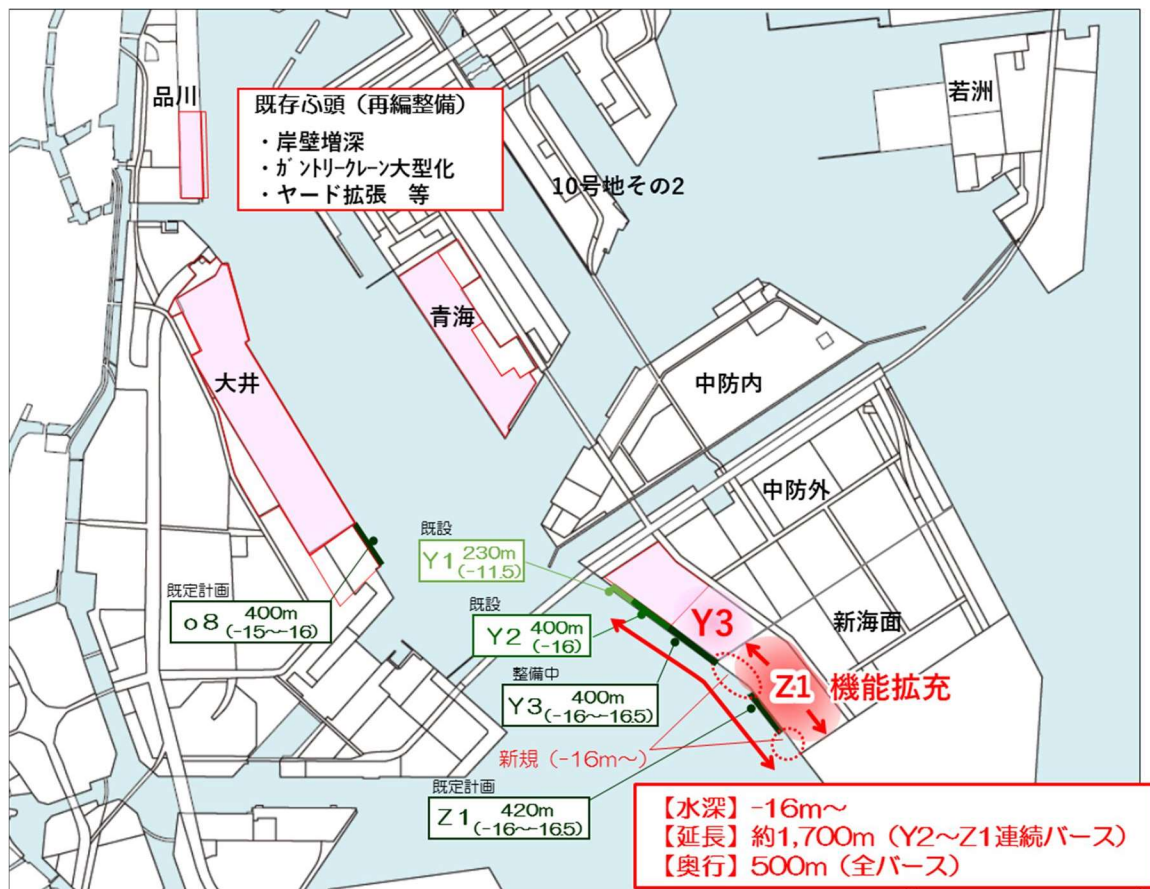 品川
既存ふ頭（再編整備）
・岸壁増深
・ｶﾞﾝﾄﾘｰｸﾚｰﾝ大型化
・ヤード拡張　等
若洲
10号地その2
青海
大井
中防内
中防外
既設
Y1 230m
(-11.5)
既定計画
o8 400m
(-15～-16)
既設
Y2 400m
(-16)
Y3
新海面
整備中
Y3 400m
(-16～-16.5)
Z1 機能拡充
新規（-16m～）
既定計画
Z1 420m
(-16～-16.5)
【水深】-16m～
【延長】約1,700m（Y2～Z1連続バース）
【奥行】500m（全バース）